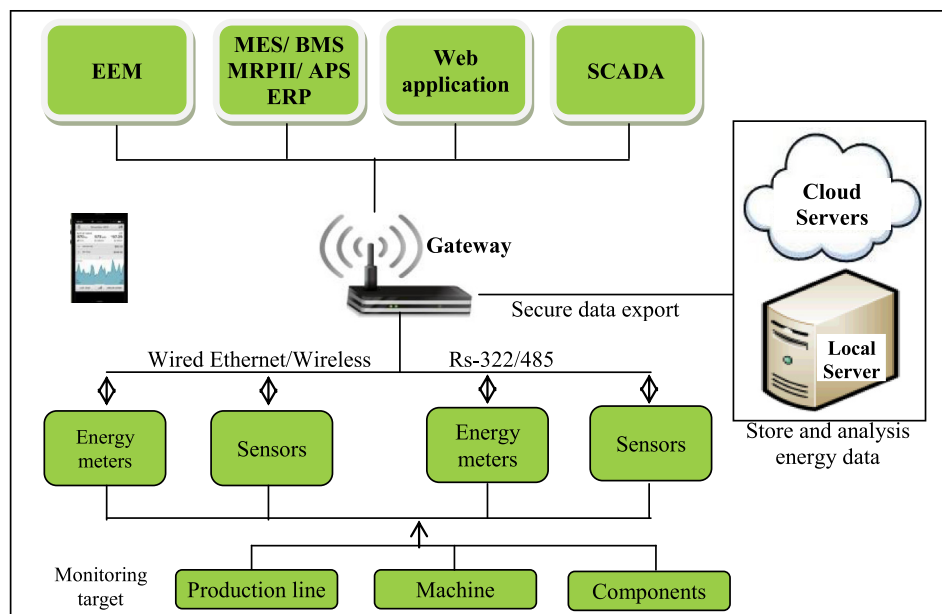 EEM
MES/ BMS
MRPII/ APS
ERP
Web
application
SCADA
Cloud
Servers
Gateway
Secure data export
Local
Server
Store and analysis
energy data
Wired Ethernet/Wireless
Rs-322/485
Energy
meters
Sensors
Energy
meters
Sensors
Monitoring
target
Production line
Machine
Components